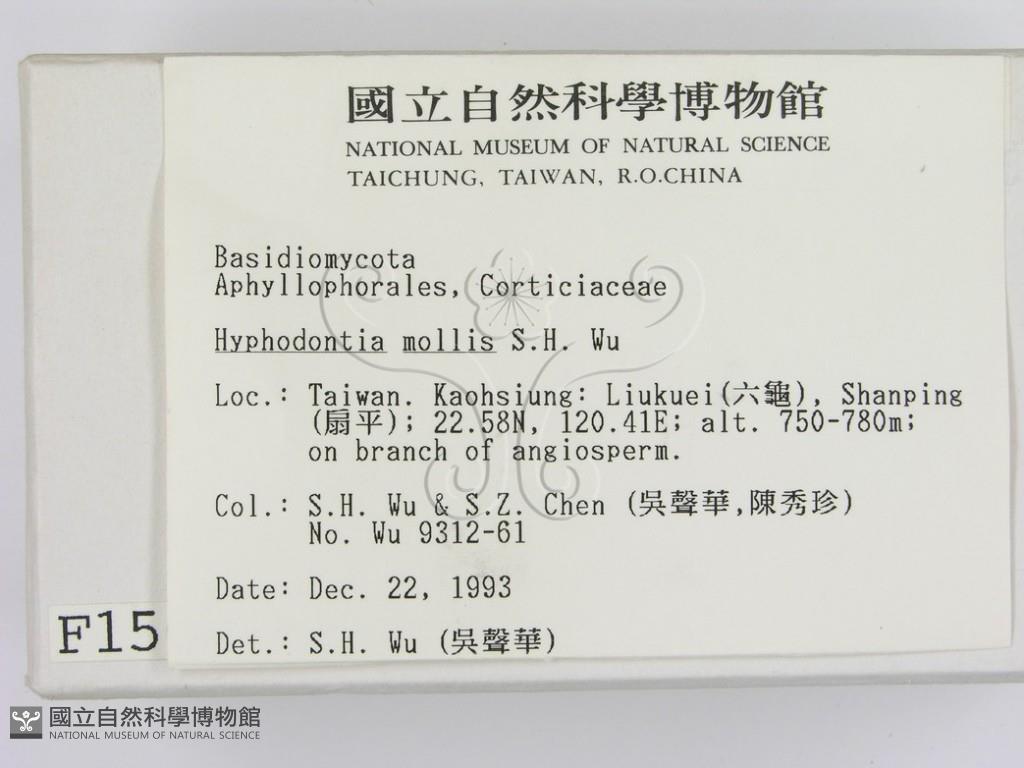 國立自然科學博物館
NATIONAL MUSEUM OF NATURAL SCIENCE
TAICHUNG, TAIWAN, R.O.CHINA
Basidiomycota
Aphyllophorales, Corticiaceae
Hyphodontia mollis S.H. Wu
Loc.: Taiwan. Kaohsiung: Liukuei(六龜), Shanping
(扇平); 22.58N, 120.41E; alt. 750-780m;
on branch of angiosperm.
Col.: S.H. Wu & S.Z. Chen (吳聲華,陳秀珍)
No. Wu 9312-61
Date: Dec. 22, 1993
Det.: S.H. Wu (吳聲華)
F15
國立自然科學博物館
NATIONAL MUSEUM OF NATURAL SCIENCE